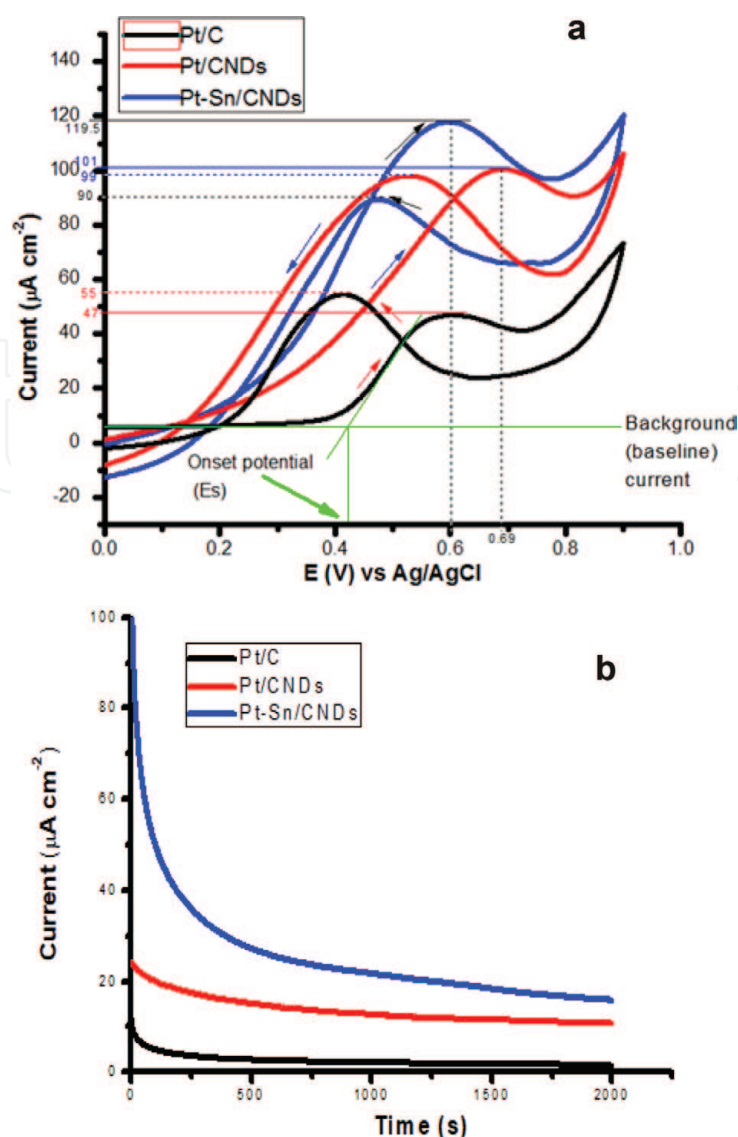 a
Pt/C
Pt/CNDs
Pt-Sn/CNDs
140
120
119.5
101
100
99
90
80
60
55
47
40
20
0
-20
Current (μA cm-2)
Onset potential
(Es)
Background
(baseline)
current
0.0
0.2
0.4
0.6
0.69
0.8
1.0
E (V) vs Ag/AgCl
b
Pt/C
Pt/CNDs
Pt-Sn/CNDs
100
80
60
40
20
0
Current (μA cm-2)
0
500
1000
1500
2000
Time (s)